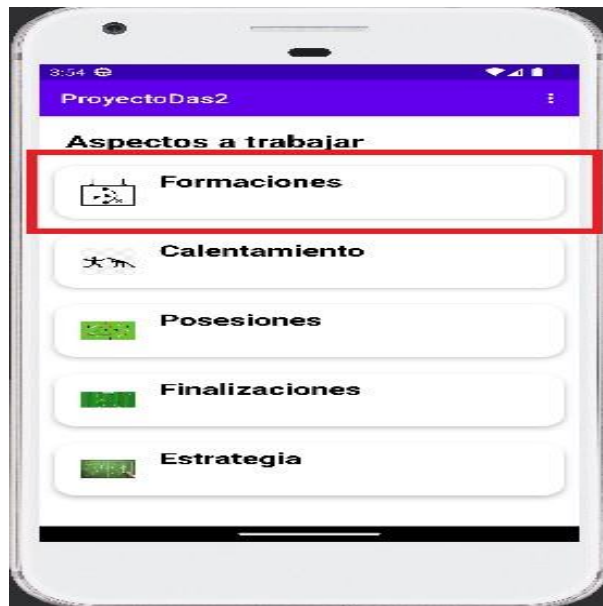 3:54
ProyectoDas2
Aspectos a trabajar
Formaciones
Calentamiento
Posesiones
Finalizaciones
Estrategia